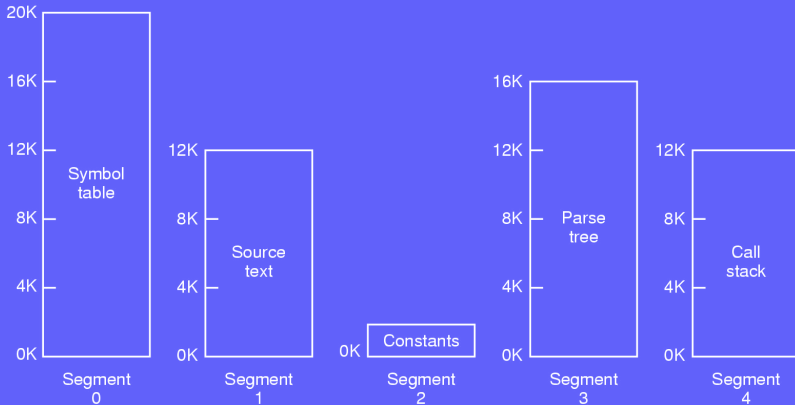 20K
16K
12K
8K
4K
0K
Symbol
table
Segment
0
12K
8K
4K
0K
Source
text
Segment
1
0K
Constants
Segment
2
16K
12K
8K
4K
0K
Parse
tree
Segment
3
12K
8K
4K
0K
Call
stack
Segment
4